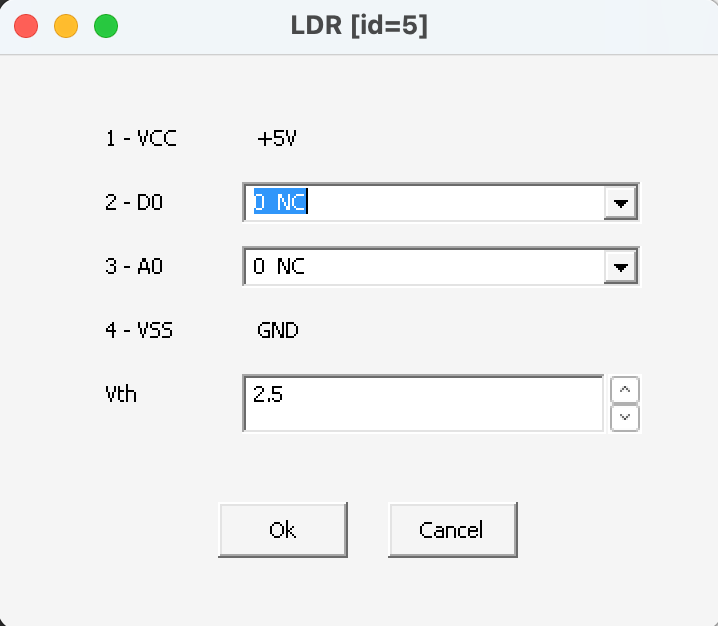 LDR [id=5]
1 - VCC +5V
2 - D0 0 NC
3 - A0 0 NC
4 - VSS GND
Vth 2.5
Ok Cancel